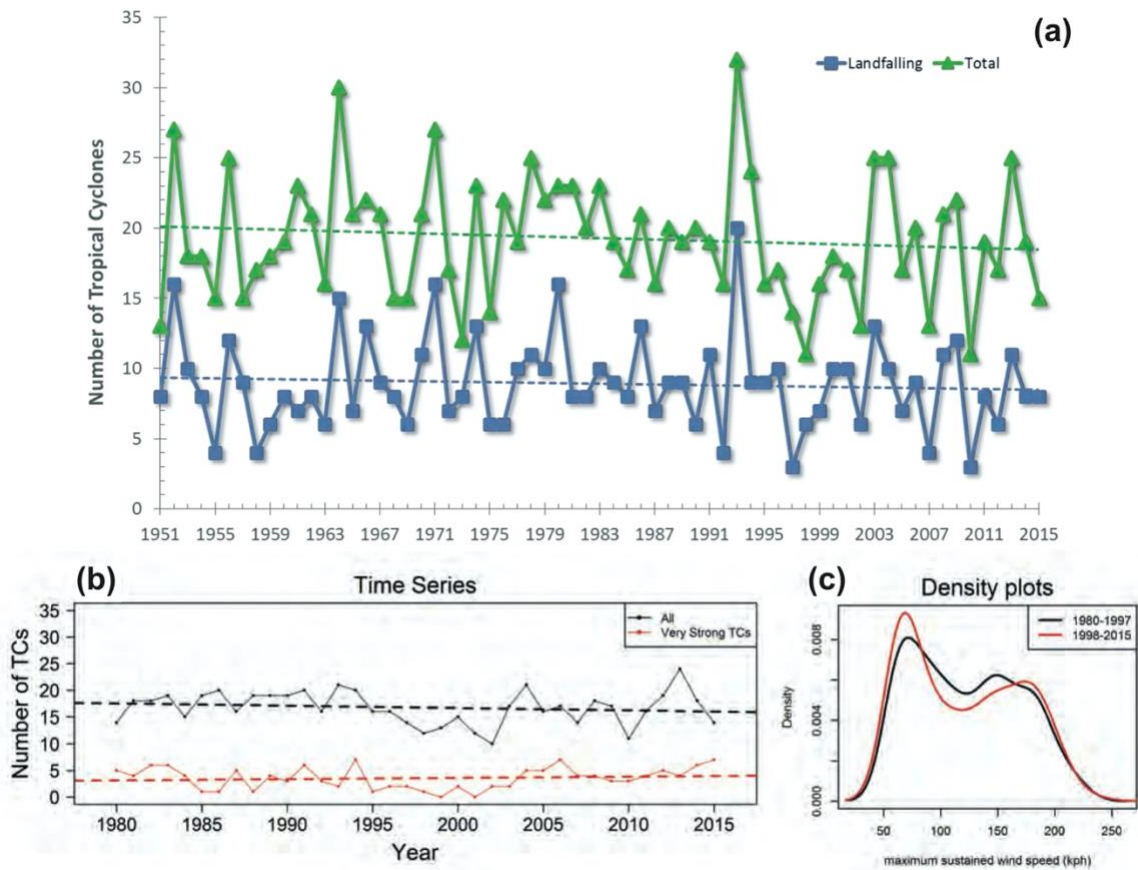 (a)
Landfalling Total
Number of Tropical Cyclones
35
30
25
20
15
10
5
0
1951 1955 1959 1963 1967 1971 1975 1979 1983 1987 1991 1995 1999 2003 2007 2011 2015
(b)
Time Series
All
Very Strong TCs
Number of TCs
35
30
25
20
15
10
5
0
1980 1985 1990 1995 2000 2005 2010 2015
Year
(c)
Density plots
1980-1997
1998-2015
Density
0.008
0.004
0.000
50 100 150 200 250
maximum sustained wind speed (kph)